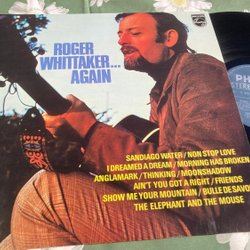 ROGER
WHITTAKER...
AGAIN
SANDIAGO WATER/NON STOP LOVE
I DREAMED A DREAM/MORNING HAS BROKEN
ANGLAMARK/THINKING/MOONSHADOW
AIN'T YOU GOT A RIGHT/FRIENDS
SHOW ME YOUR MOUNTAIN/BULLE DE SAVON
THE ELEPHANT AND THE MOUSE
PH